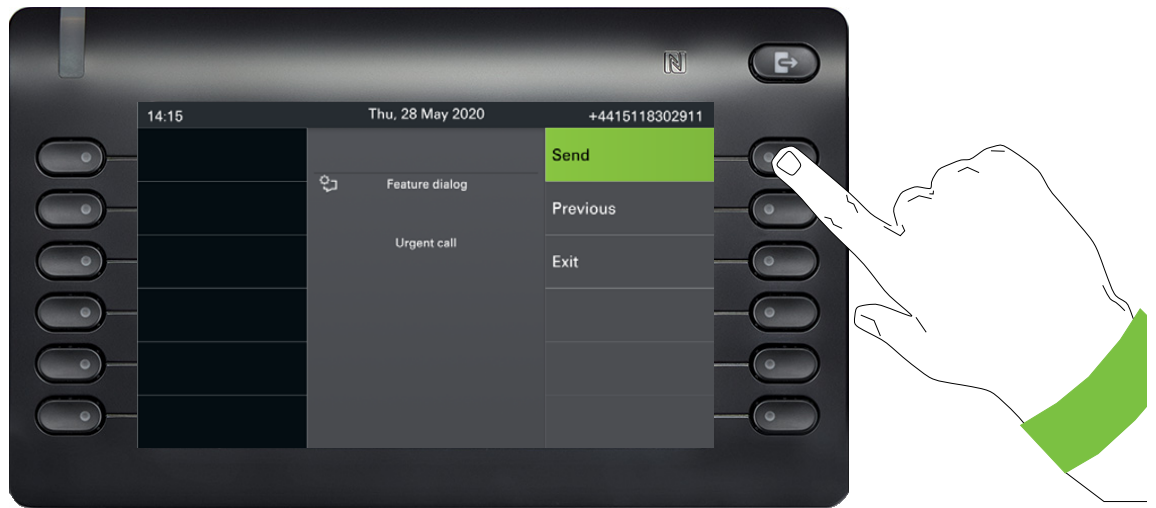 14:15 Thu, 28 May 2020 +4415118302911
Send
Feature dialog
Previous
Urgent call
Exit